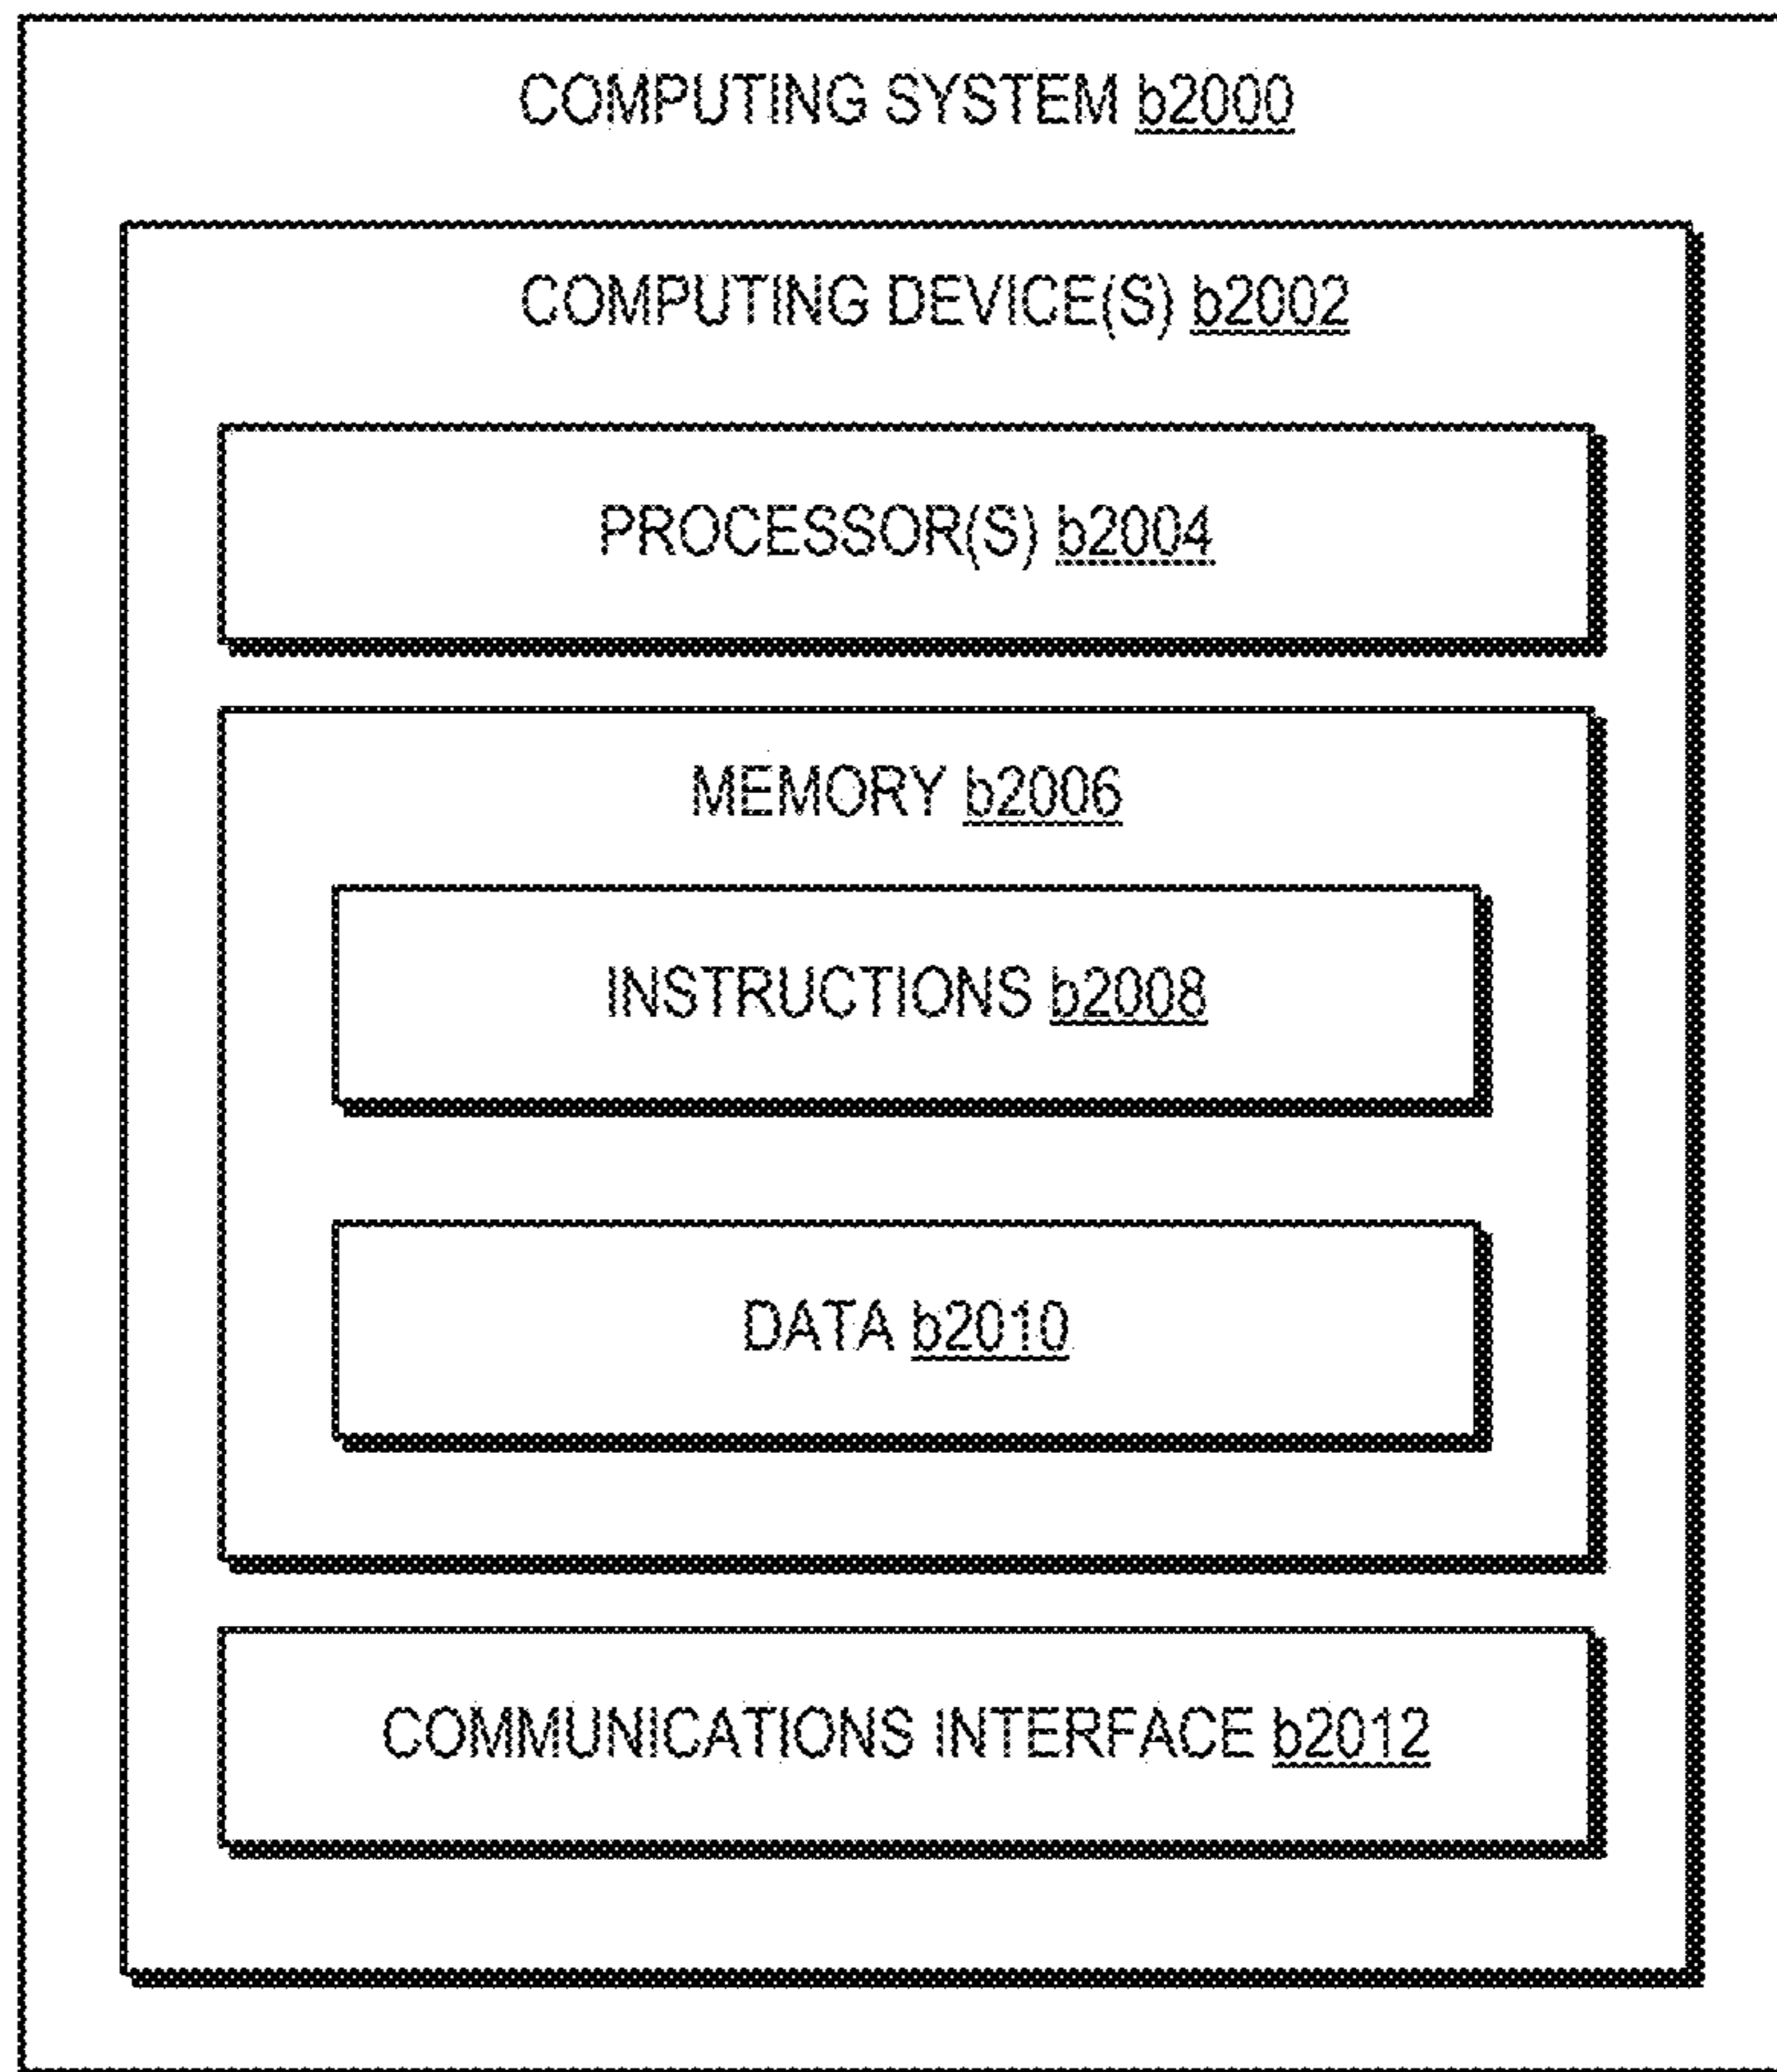 COMPUTING SYSTEM b2000
COMPUTING DEVICE(S) b2002
PROCESSOR(S) b2004
MEMORY b2006
INSTRUCTIONS b2008
DATA b2010
COMMUNICATIONS INTERFACE b2012